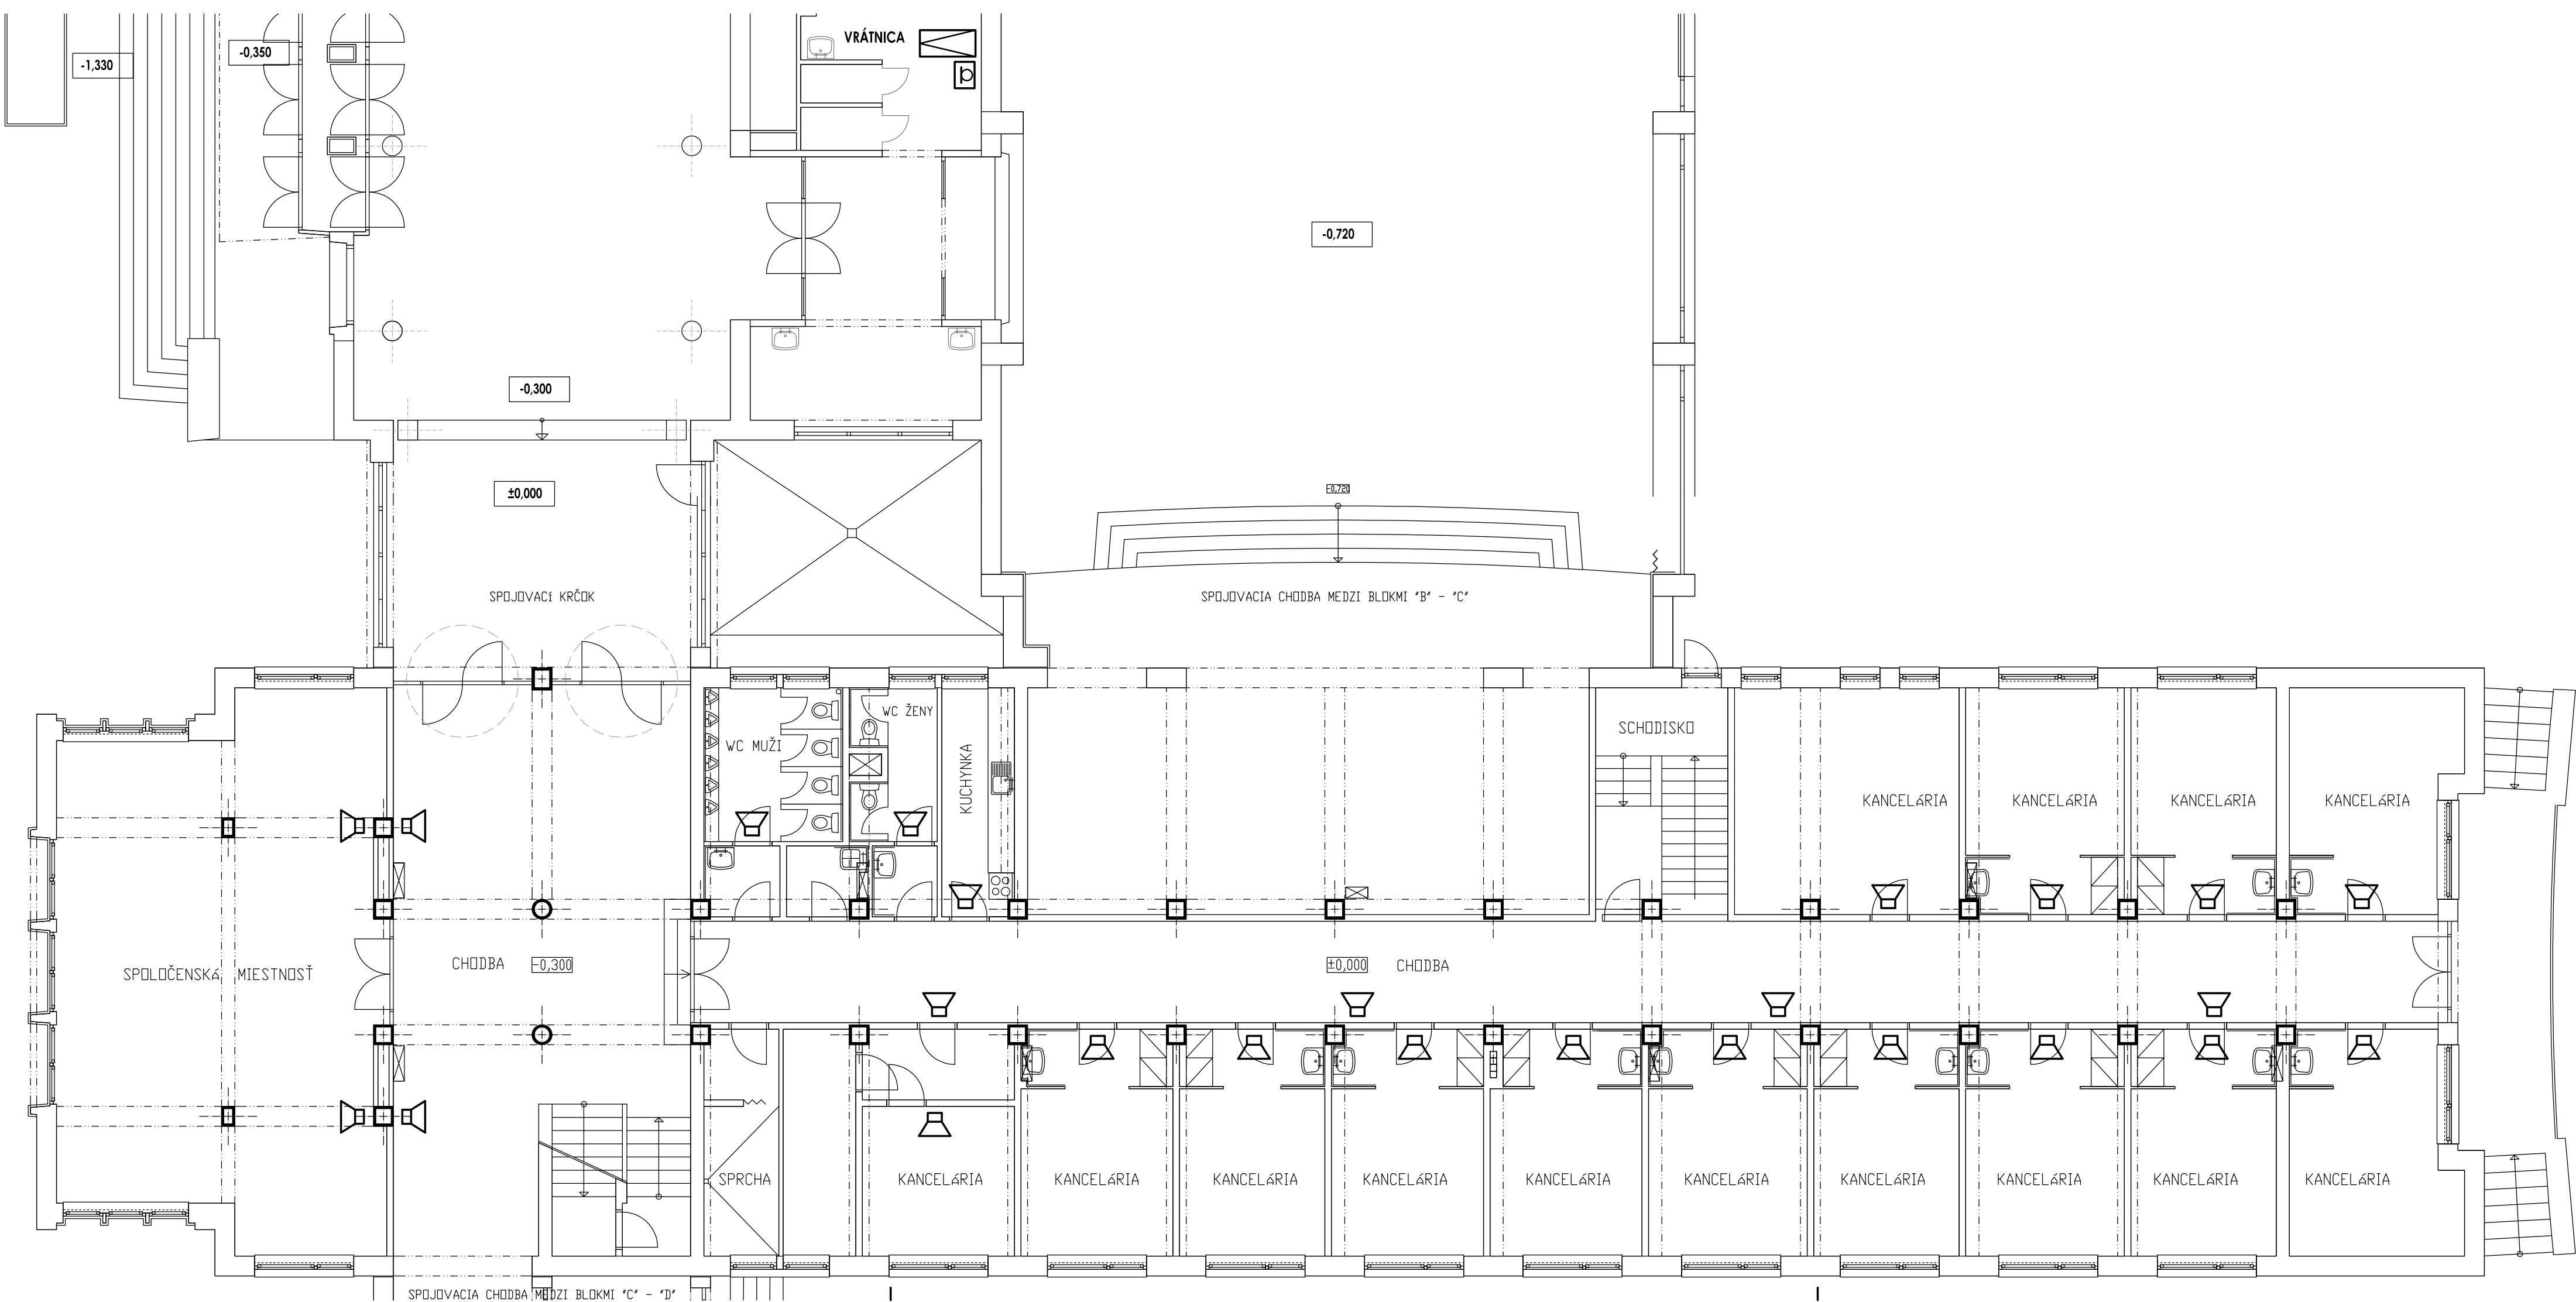 VRÁTNICA
-0,350
-1,330
-0,720
-0,300
±0,000
-0,720
SPOJOVACÍ KRČOK
SPOJOVACIA CHODBA MEDZI BLOKMI "B" - "C"
WC ŽENY
WC MUŽI
KUCHYNKA
SCHODISKO
KANCELÁRIA
KANCELÁRIA
KANCELÁRIA
KANCELÁRIA
SPOLOČENSKÁ MIESTNOSŤ
CHODBA
-0,300
±0,000
CHODBA
SPRCHA
KANCELÁRIA
KANCELÁRIA
KANCELÁRIA
KANCELÁRIA
KANCELÁRIA
KANCELÁRIA
KANCELÁRIA
KANCELÁRIA
KANCELÁRIA
KANCELÁRIA
SPOJOVACIA CHODBA MEDZI BLOKMI "C" - "D"